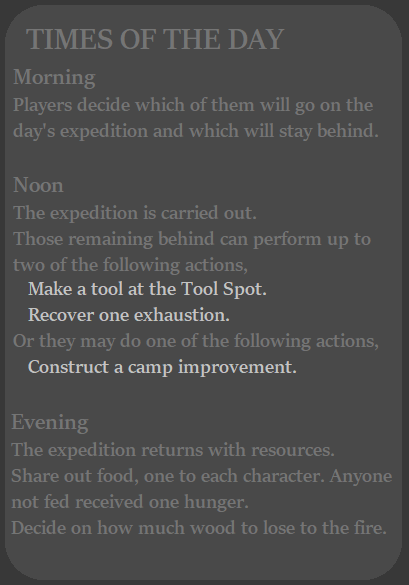 TIMES OF THE DAY
Morning
Players decide which of them will go on the
day's expedition and which will stay behind.
Noon
The expedition is carried out.
Those remaining behind can perform up to
two of the following actions,
Make a tool at the Tool Spot.
Recover one exhaustion.
Or they may do one of the following actions,
Construct a camp improvement.
Evening
The expedition returns with resources.
Share out food, one to each character. Anyone
not fed received one hunger.
Decide on how much wood to lose to the fire.